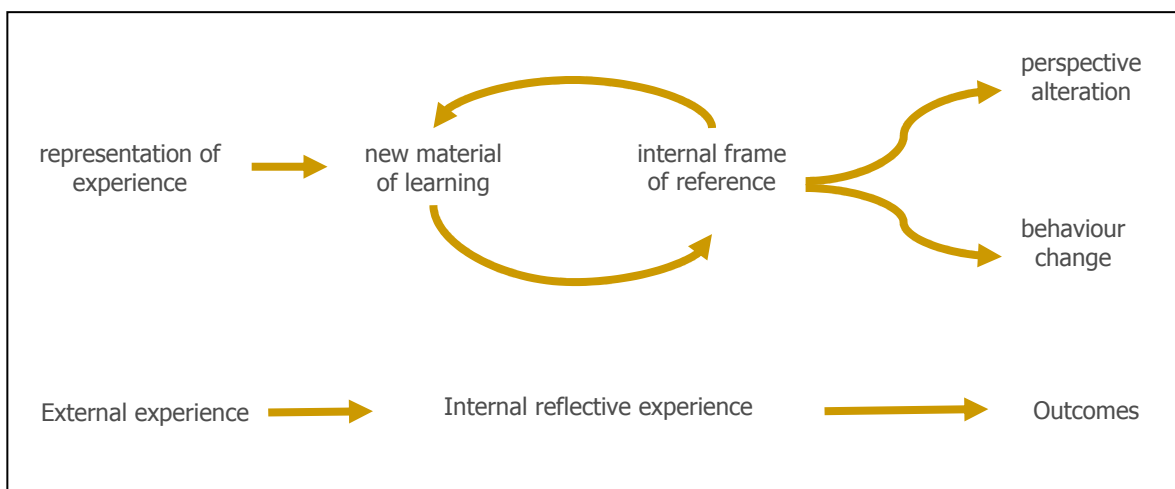 perspective
alteration
representation of
experience
new material
of learning
internal frame
of reference
behaviour
change
External experience
Internal reflective experience
Outcomes